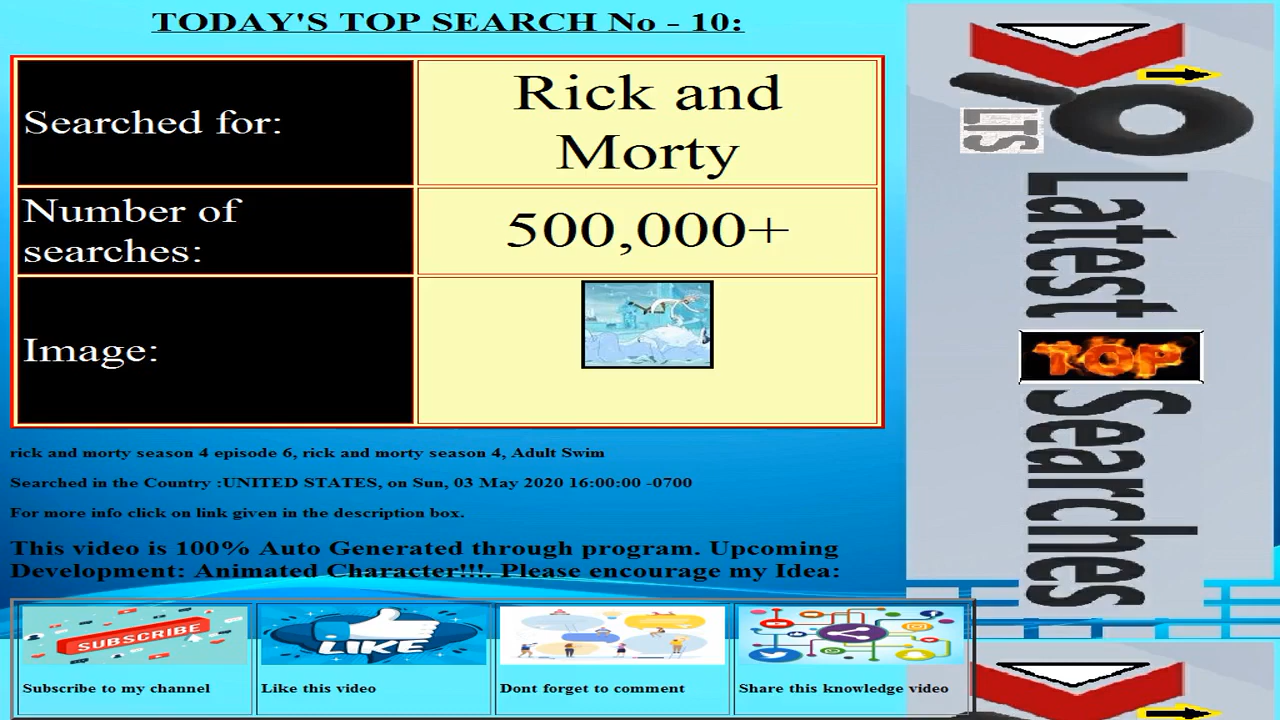 TODAY'S TOP SEARCH No - 10:
Searched for:
Rick and
Morty
Number of
searches:
500,000+
Image:
rick and morty season 4 episode 6, rick and morty season 4, Adult Swim
Searched in the Country :UNITED STATES, on Sun, 03 May 2020 16:00:00 -0700
For more info click on link given in the description box.
This video is 100% Auto Generated through program. Upcoming
Development: Animated Character!!!. Please encourage my Idea:
SUBSCRIBE
LIKE
Subscribe to my channel
Like this video
Dont forget to comment
Share this knowledge video
LTS
Latest
TOP
Searches